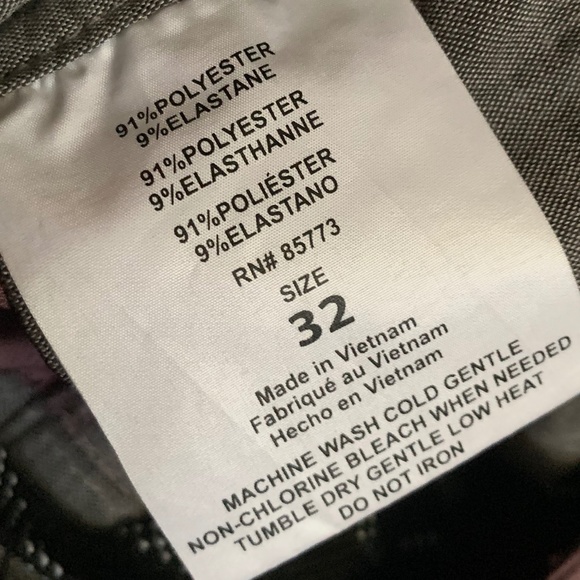 91%POLYESTER
9%ELASTANE
91%POLYESTER
9%ELASTHANNE
91%POLIÉSTER
9%ELASTANO
RN# 85773
SIZE
32
Made in Vietnam
Fabriqué au Vietnam
Hecho en Vietnam
MACHINE WASH COLD GENTLE
NON-CHLORINE BLEACH WHEN NEEDED
TUMBLE DRY GENTLE LOW HEAT
DO NOT IRON